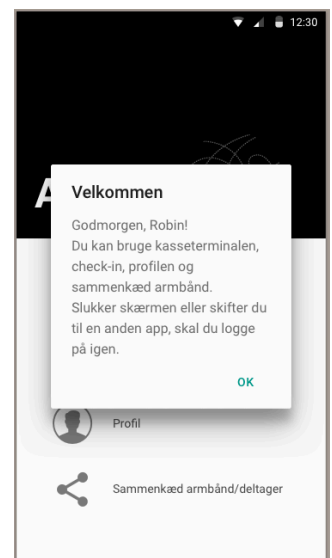 12:30
A
Velkommen
Godmorgen, Robin!
Du kan bruge kasseterminalen,
check-in, profilen og
sammenkæd armbånd.
Slukker skærmen eller skifter du
til en anden app, skal du logge
på igen.
OK
Profil
Sammenkæd armbånd/deltager